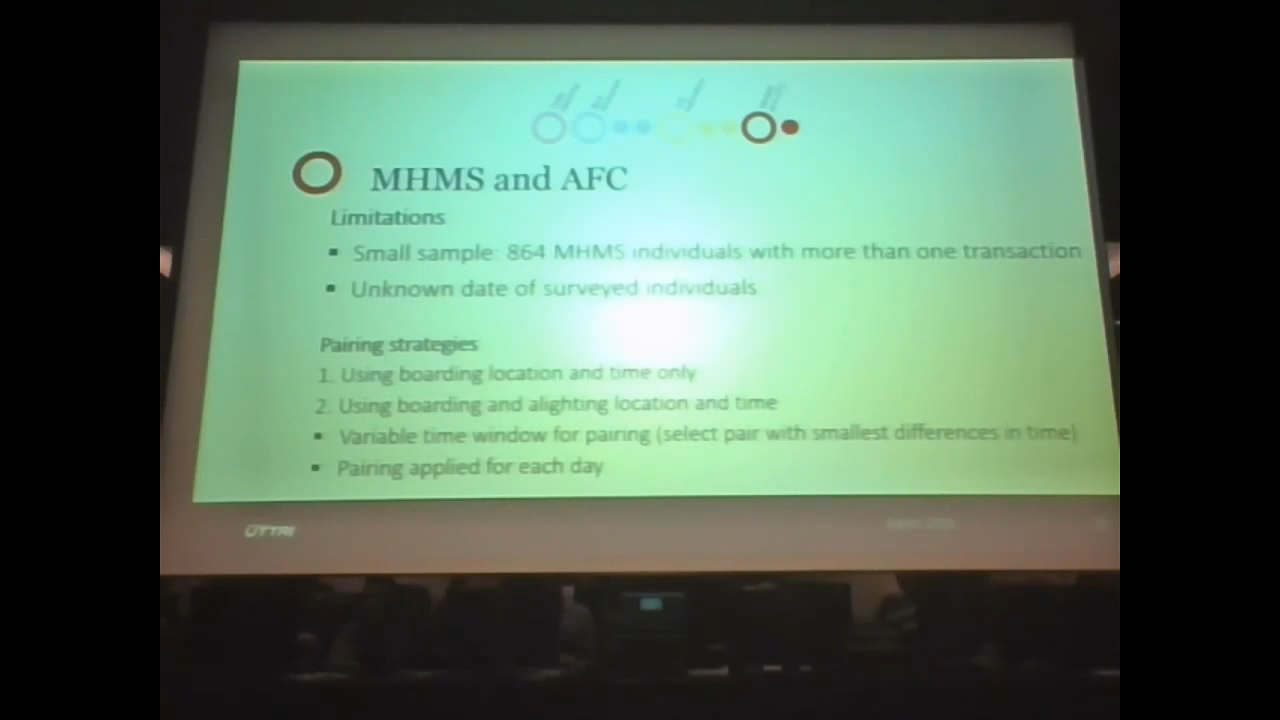 MHMS and AFC
Limitations
▪ Small sample: 864 MHMS individuals with more than one transaction
▪ Unknown date of surveyed individuals
Pairing strategies
1. Using boarding location and time only
2. Using boarding and alighting location and time
▪ Variable time window for pairing (select pair with smallest differences in time)
▪ Pairing applied for each day